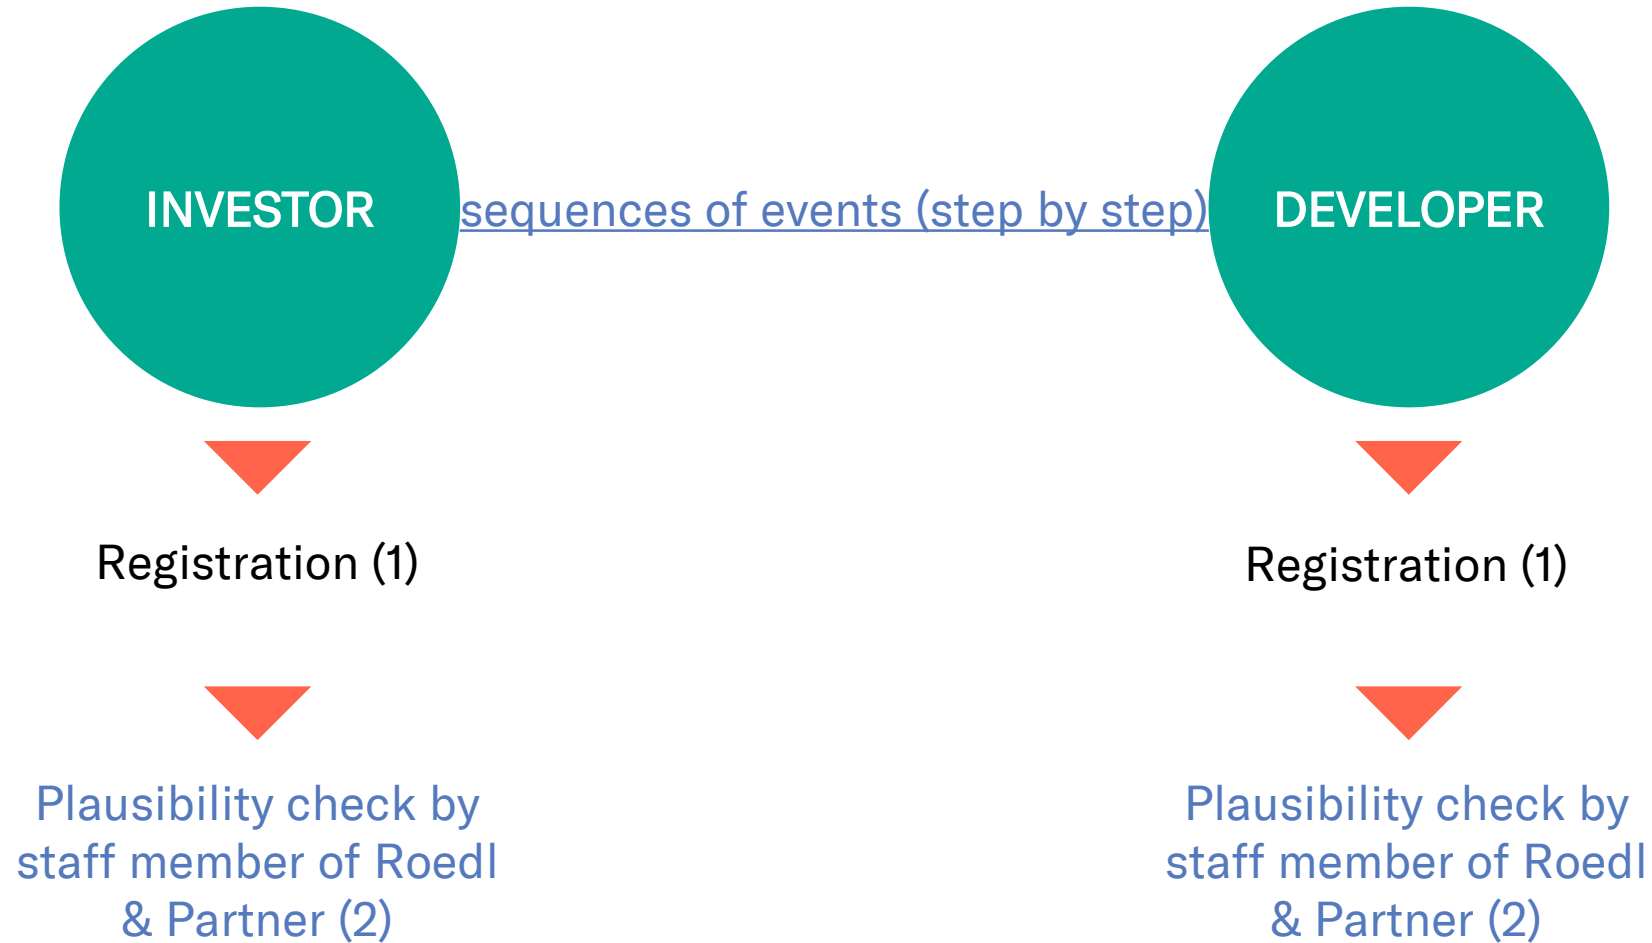 INVESTOR
sequences of events (step by step)
DEVELOPER
Registration (1)
Registration (1)
Plausibility check by
staff member of Roedl
& Partner (2)
Plausibility check by
staff member of Roedl
& Partner (2)